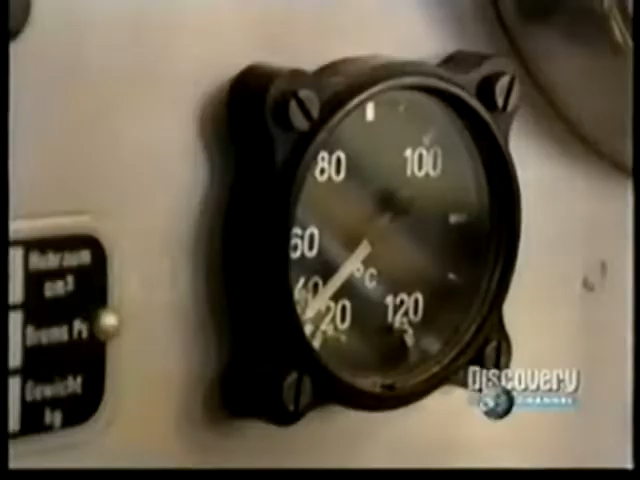 80
100
60
40
°C
20
120
Hubraum
cm³
Brems Ps
Gewicht
kg
Discovery
CHANNEL